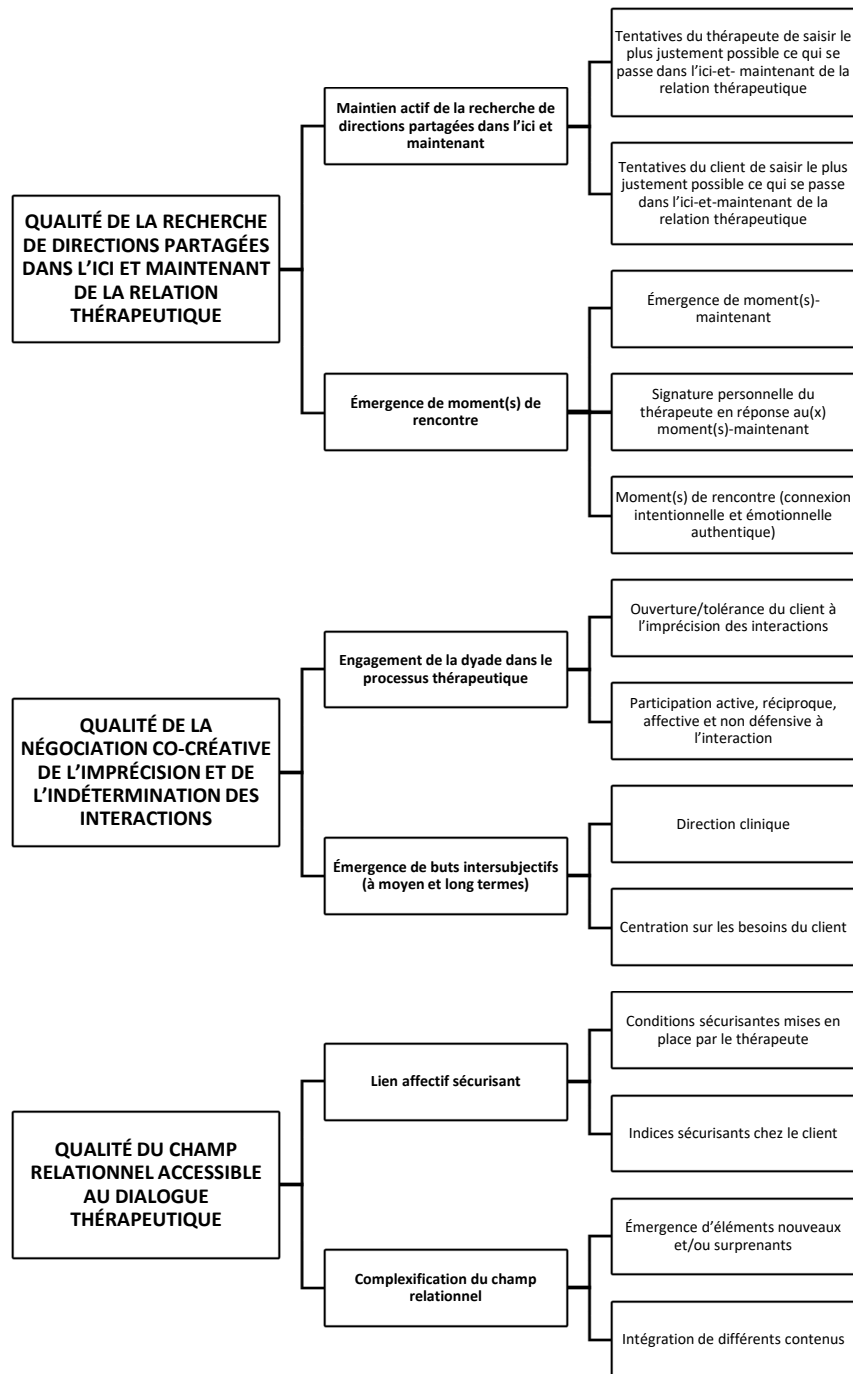 QUALITÉ DE LA RECHERCHE
DE DIRECTIONS PARTAGÉES
DANS L'ICI ET MAINTENANT
DE LA RELATION
THÉRAPEUTIQUE
Maintien actif de la recherche de
directions partagées dans l'ici et
maintenant
Tentatives du thérapeute de saisir le
plus justement possible ce qui se
passe dans l'ici-et- maintenant de la
relation thérapeutique
Tentatives du client de saisir le plus
justement possible ce qui se passe
dans l'ici-et-maintenant de la
relation thérapeutique
Émergence de moment(s) de
rencontre
Émergence de moment(s)-
maintenant
Signature personnelle du
thérapeute en réponse au(x)
moment(s)-maintenant
Moment(s) de rencontre (connexion
intentionnelle et émotionnelle
authentique)
QUALITÉ DE LA
NÉGOCIATION CO-CRÉATIVE
DE L'IMPRÉCISION ET DE
L'INDÉTERMINATION DES
INTERACTIONS
Engagement de la dyade dans le
processus thérapeutique
Ouverture/tolérance du client à
l'imprécision des interactions
Participation active, réciproque,
affective et non défensive à
l'interaction
Émergence de buts intersubjectifs
(à moyen et long termes)
Direction clinique
Centration sur les besoins du client
QUALITÉ DU CHAMP
RELATIONNEL ACCESSIBLE
AU DIALOGUE
THÉRAPEUTIQUE
Lien affectif sécurisant
Conditions sécurisantes mises en
place par le thérapeute
Indices sécurisants chez le client
Complexification du champ
relationnel
Émergence d'éléments nouveaux
et/ou surprenants
Intégration de différents contenus